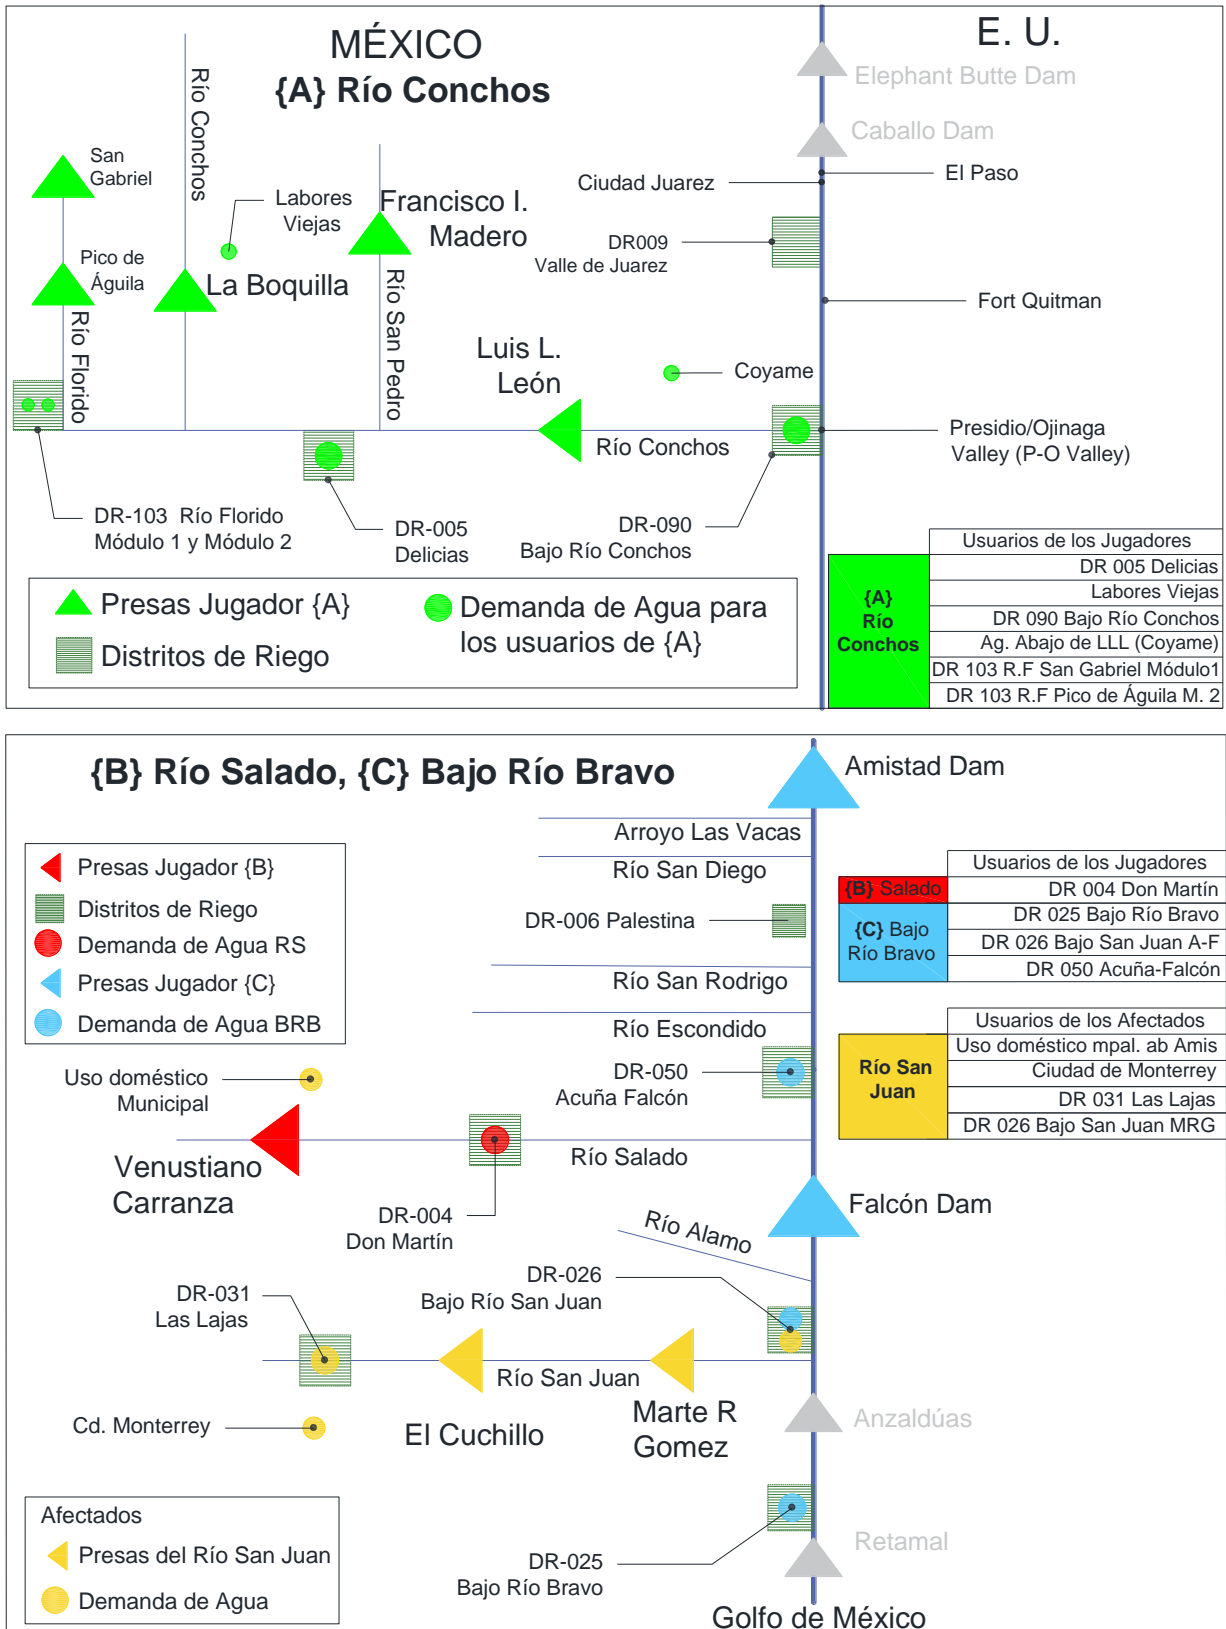 MÉXICO
{A} Río Conchos
E. U.
Elephant Butte Dam
Caballo Dam
El Paso
Ciudad Juarez
DR009
Valle de Juarez
Fort Quitman
San
Gabriel
Río Conchos
Labores
Viejas
Francisco I.
Madero
Pico de
Águila
La Boquilla
Río Florido
Río San Pedro
Luis L.
León
Coyame
Río Conchos
Presidio/Ojinaga
Valley (P-O Valley)
DR-103 Río Florido
Módulo 1 y Módulo 2
DR-005
Delicias
DR-090
Bajo Río Conchos
Presas Jugador {A}
Distritos de Riego
Demanda de Agua para
los usuarios de {A}
Usuarios de los Jugadores
{A}
Río
Conchos
DR 005 Delicias
Labores Viejas
DR 090 Bajo Río Conchos
Ag. Abajo de LLL (Coyame)
DR 103 R.F San Gabriel Módulo1
DR 103 R.F Pico de Águila M. 2
{B} Río Salado, {C} Bajo Río Bravo
Amistad Dam
Arroyo Las Vacas
Río San Diego
DR-006 Palestina
Río San Rodrigo
Río Escondido
DR-050
Acuña Falcón
Presas Jugador {B}
Distritos de Riego
Demanda de Agua RS
Presas Jugador {C}
Demanda de Agua BRB
Usuarios de los Jugadores
{B} Salado
DR 004 Don Martín
{C} Bajo
Río Bravo
DR 025 Bajo Río Bravo
DR 026 Bajo San Juan A-F
DR 050 Acuña-Falcón
Usuarios de los Afectados
Río San
Juan
Uso doméstico mpal. ab Amis
Ciudad de Monterrey
DR 031 Las Lajas
DR 026 Bajo San Juan MRG
Uso doméstico
Municipal
Venustiano
Carranza
Río Salado
DR-004
Don Martín
Falcón Dam
Río Alamo
DR-026
Bajo Río San Juan
DR-031
Las Lajas
Río San Juan
Cd. Monterrey
El Cuchillo
Marte R
Gomez
Anzaldúas
DR-025
Bajo Río Bravo
Retamal
Golfo de México
Afectados
Presas del Río San Juan
Demanda de Agua